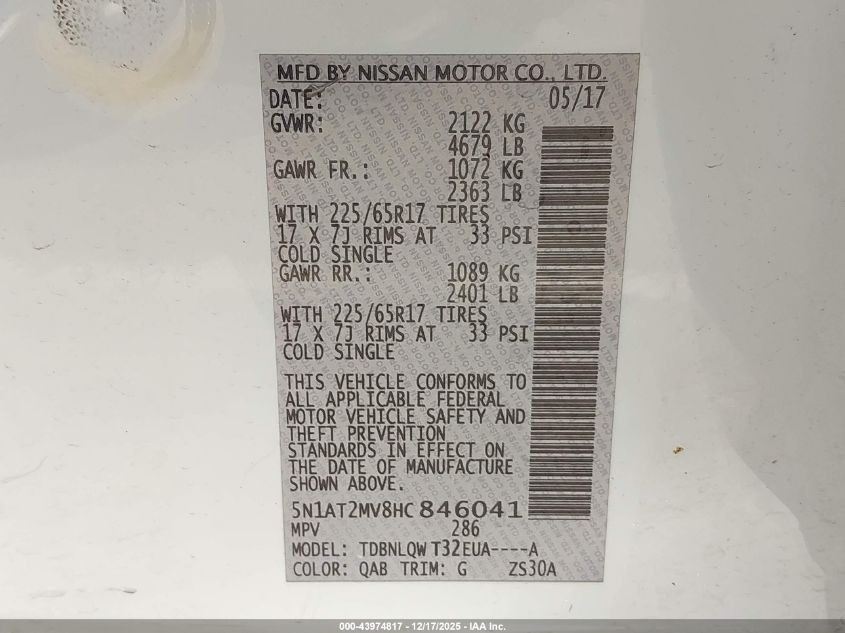 MFD BY NISSAN MOTOR CO., LTD.
DATE: 05/17
GVWR: 2122 KG
4679 LB
GAWR FR.: 1072 KG
2363 LB
WITH 225/65R17 TIRES
17 X 7J RIMS AT 33 PSI
COLD SINGLE
GAWR RR.: 1089 KG
2401 LB
WITH 225/65R17 TIRES
17 X 7J RIMS AT 33 PSI
COLD SINGLE
THIS VEHICLE CONFORMS TO
ALL APPLICABLE FEDERAL
MOTOR VEHICLE SAFETY AND
THEFT PREVENTION
STANDARDS IN EFFECT ON
THE DATE OF MANUFACTURE
SHOWN ABOVE.
5N1AT2MV8HC846041
MPV 286
MODEL: TDBNLQW T32EUA----A
COLOR: QAB TRIM: G ZS30A
000-43974817 - 12/17/2025 - IAA Inc.